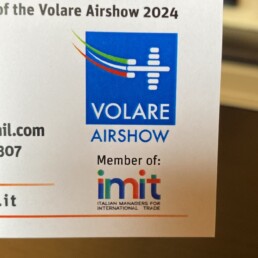 of the Volare Airshow 2024
VOLARE
AIRSHOW
il.com
307
Member of:
imit
ITALIAN MANAGERS FOR
INTERNATIONAL TRADE
.it